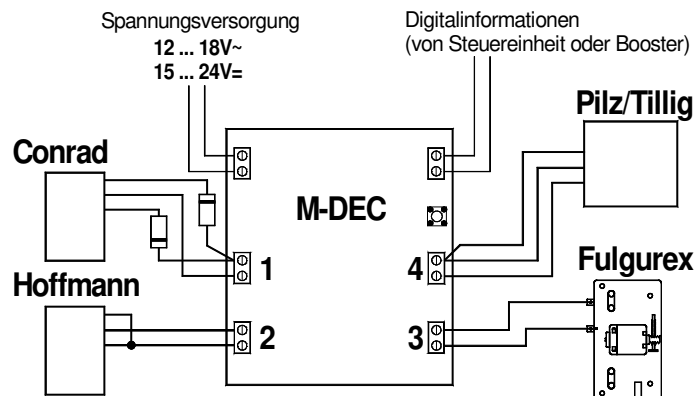 Spannungsversorgung
12 ... 18V~
15 ... 24V=
Digitalinformationen
(von Steuereinheit oder Booster)
Pilz/Tillig
Conrad
M-DEC
1
4
Fulgurex
Hoffmann
2
3